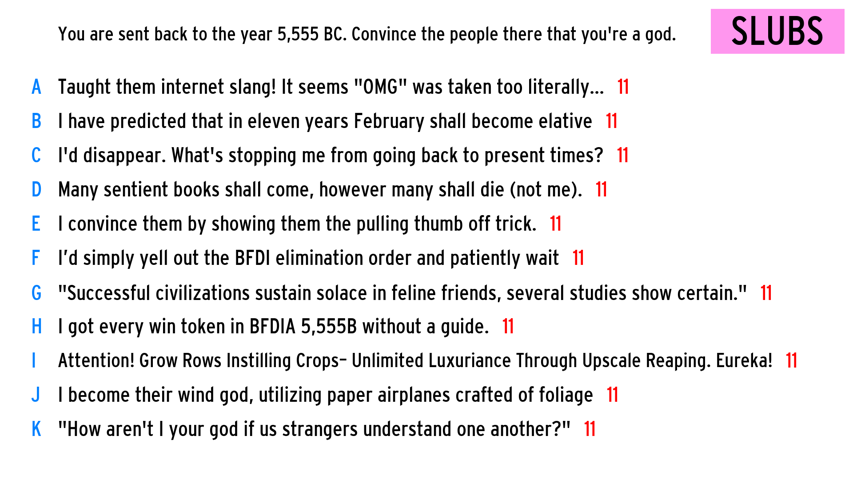 You are sent back to the year 5,555 BC. Convince the people there that you're a god.
SLUBS
A Taught them internet slang! It seems "OMG" was taken too literally... 11
B I have predicted that in eleven years February shall become elative 11
C I'd disappear. What's stopping me from going back to present times? 11
D Many sentient books shall come, however many shall die (not me). 11
E I convince them by showing them the pulling thumb off trick. 11
F I’d simply yell out the BFDI elimination order and patiently wait 11
G "Successful civilizations sustain solace in feline friends, several studies show certain." 11
H I got every win token in BFDIA 5,555B without a guide. 11
I Attention! Grow Rows Instilling Crops– Unlimited Luxuriance Through Upscale Reaping. Eureka! 11
J I become their wind god, utilizing paper airplanes crafted of foliage 11
K "How aren't I your god if us strangers understand one another?" 11